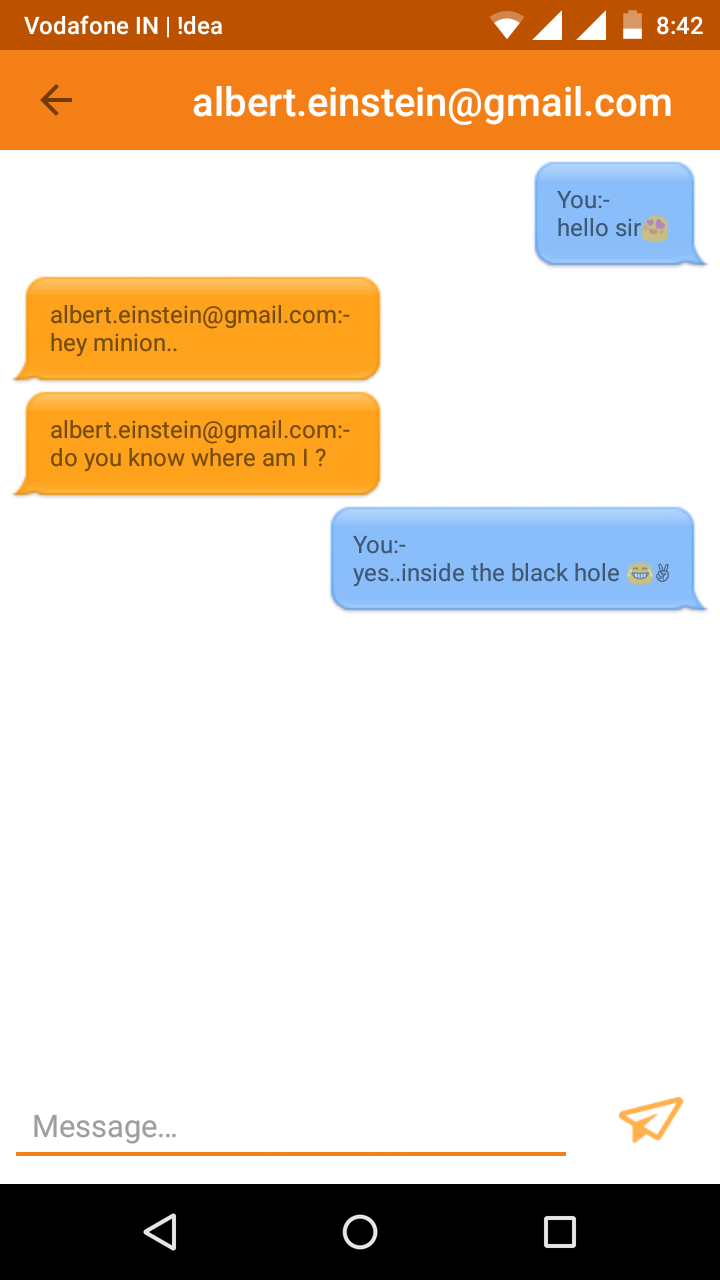 Vodafone IN | !dea 8:42
albert.einstein@gmail.com
You:-
hello sir😍
albert.einstein@gmail.com:-
hey minion..
albert.einstein@gmail.com:-
do you know where am I ?
You:-
yes..inside the black hole 😂✌
Message...